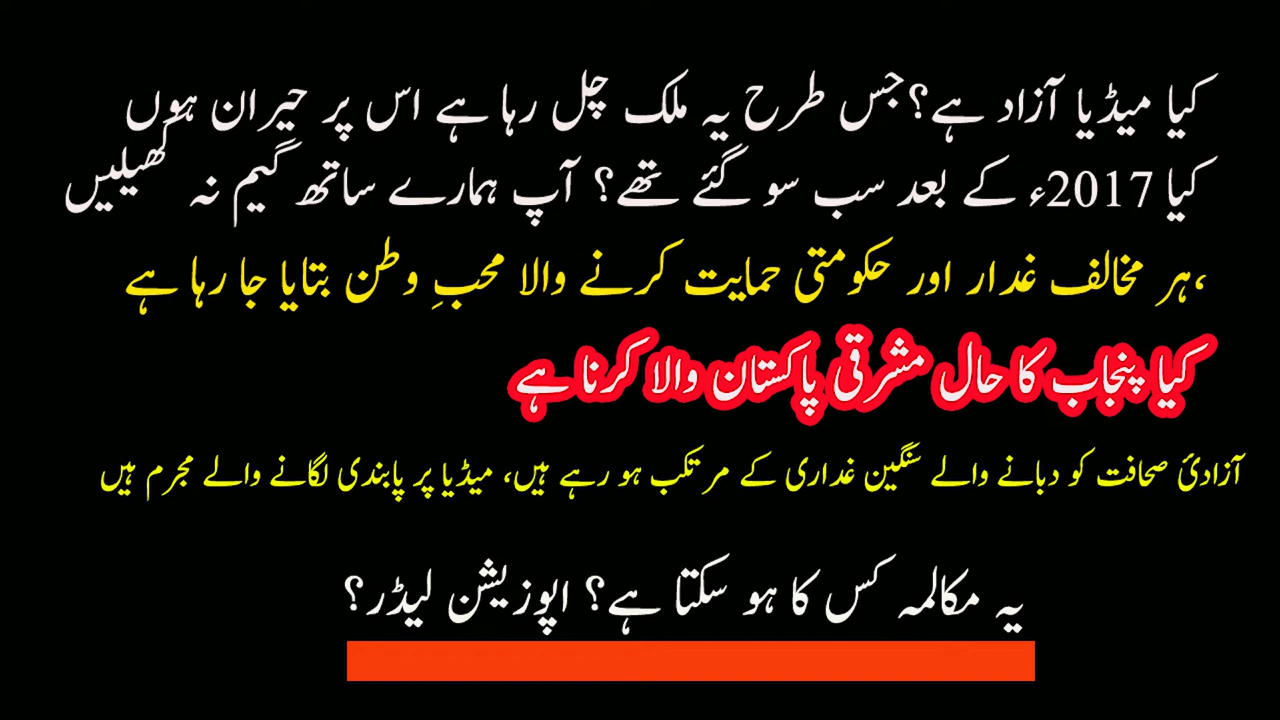 کیا میڈیا آزاد ہے؟جس طرح یہ ملک چل رہا ہے اس پر حیران ہوں
کیا 2017ء کے بعد سب سو گئے تھے؟ آپ ہمارے ساتھ گیم نہ کھیلیں
،ہر مخالف غدار اور حکومتی حمایت کرنے والا محبِ وطن بتایا جا رہا ہے
کیا پنجاب کا حال مشرقی پاکستان والا کرنا ہے
آزادئ صحافت کو دبانے والے سنگین غداری کے مرتکب ہو رہے ہیں، میڈیا پر پابندی لگانے والے مجرم ہیں
یہ مکالمہ کس کا ہو سکتا ہے؟ اپوزیشن لیڈر؟